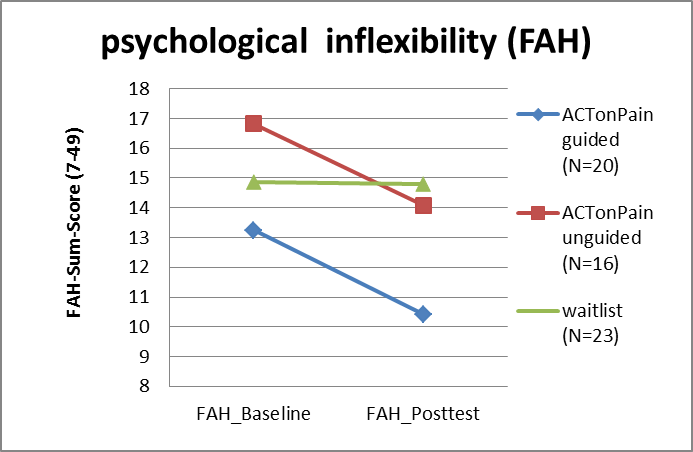 psychological  inflexibility (FAH)
FAH-Sum-Score (7-49)
18
17
16
15
14
13
12
11
10
9
8
FAH_Baseline
FAH_Posttest
ACTonPain
guided
(N=20)
ACTonPain
unguided
(N=16)
waitlist
(N=23)